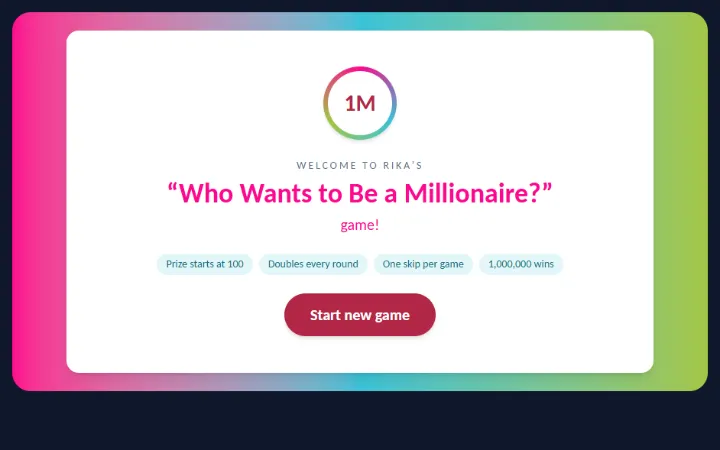 1M
WELCOME TO RIKA'S
“Who Wants to Be a Millionaire?”
game!
Prize starts at 100 Doubles every round One skip per game 1,000,000 wins
Start new game